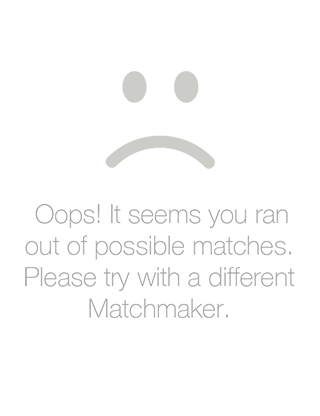 Oops! It seems you ran
out of possible matches.
Please try with a different
Matchmaker.